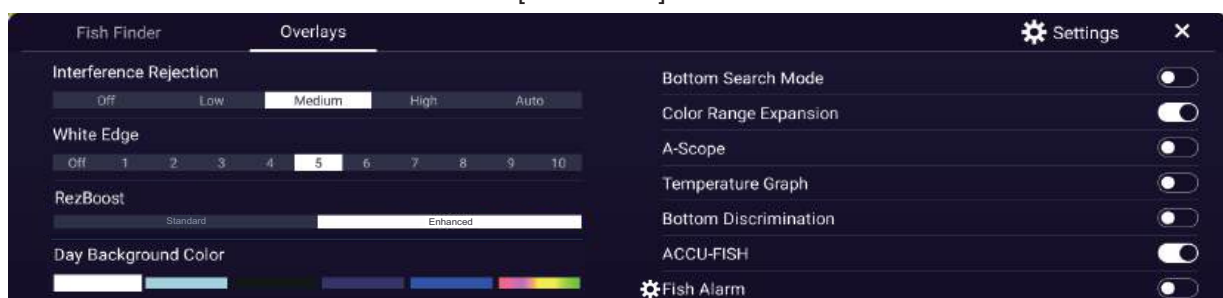 Fish Finder
Overlays
Settings
Interference Rejection
Off Low Medium High Auto
White Edge
Off 1 2 3 4 5 6 7 8 9 10
RezBoost
Standard Enhanced
Day Background Color
Bottom Search Mode
Color Range Expansion
A-Scope
Temperature Graph
Bottom Discrimination
ACCU-FISH
Fish Alarm